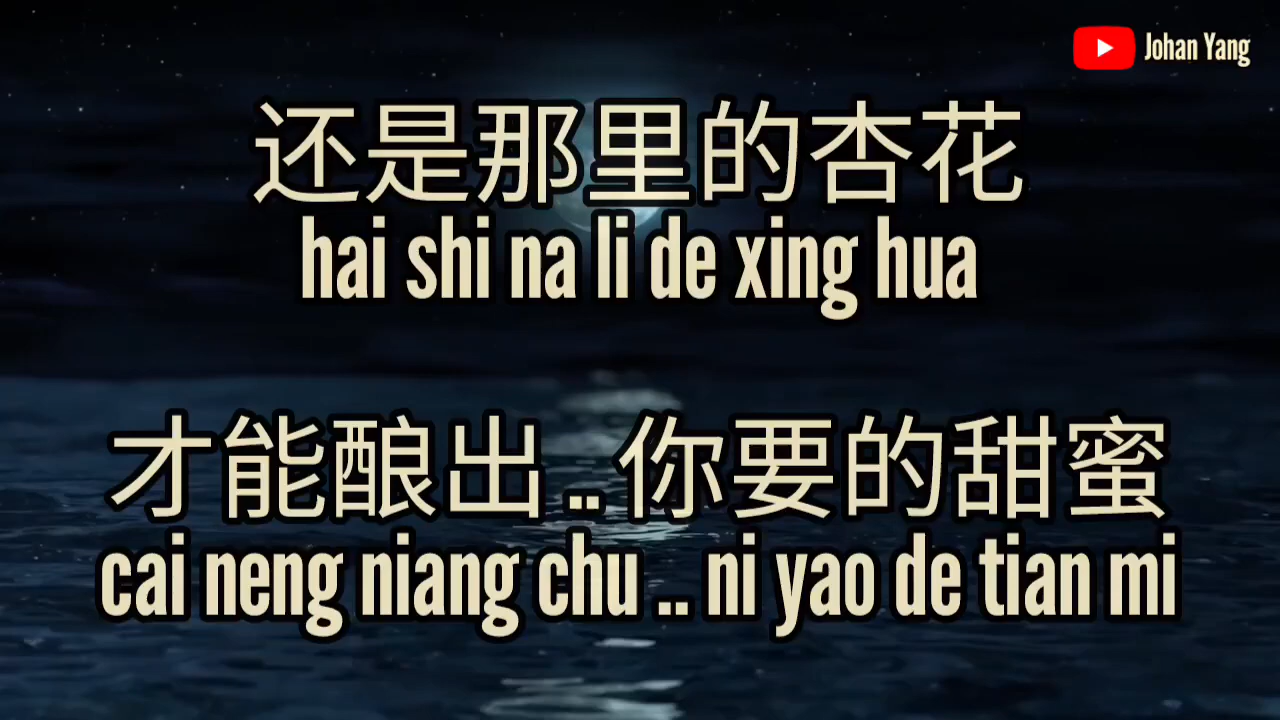 Johan Yang
还是那里的杏花
hai shi na li de xing hua
才能酿出 .. 你要的甜蜜
cai neng niang chu .. ni yao de tian mi